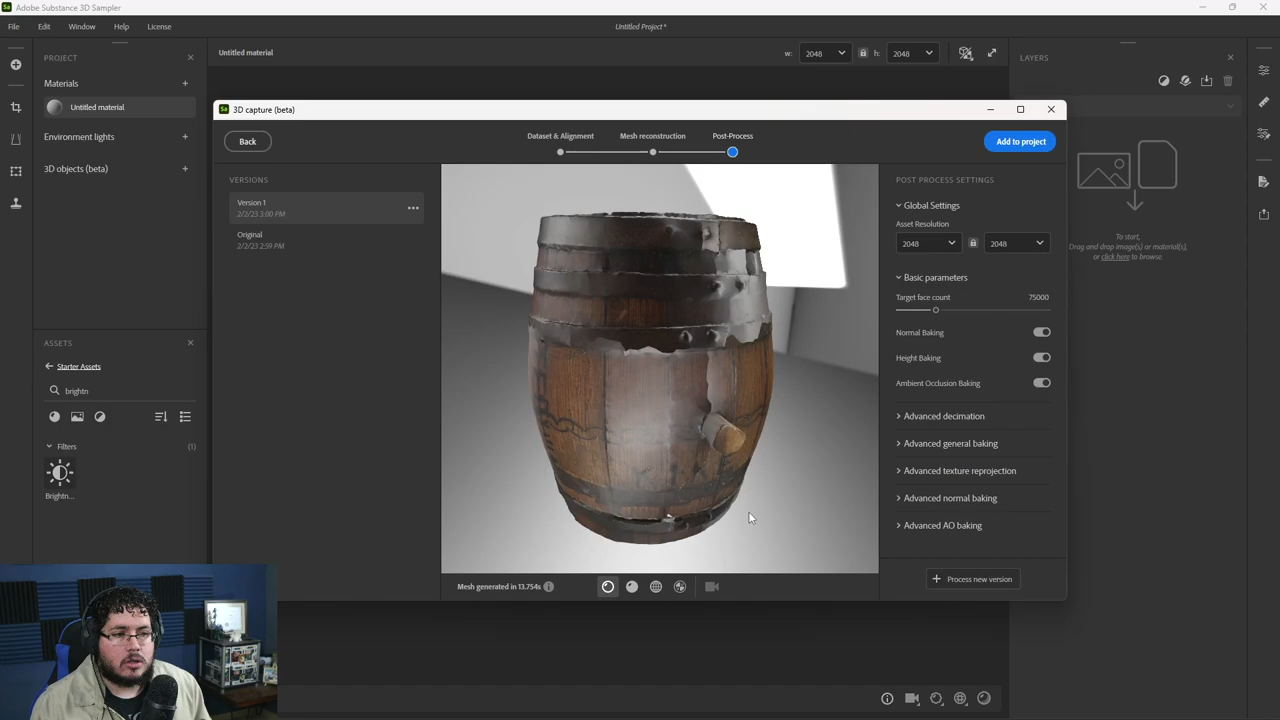 Sa Adobe Substance 3D Sampler
File Edit Window Help License
Untitled Project*
PROJECT
Materials
Untitled material
Environment lights
3D objects (beta)
Untitled material
w: 2048 h: 2048
LAYERS
To start,
Drag and drop image(s) or material(s),
or click here to browse.
Sa 3D capture (beta)
Back
Dataset & Alignment Mesh reconstruction Post-Process
Add to project
VERSIONS
Version 1
2/2/23 3:00 PM
Original
2/2/23 2:59 PM
POST PROCESS SETTINGS
Global Settings
Asset Resolution
2048 2048
Basic parameters
Target face count 75000
Normal Baking
Height Baking
Ambient Occlusion Baking
Advanced decimation
Advanced general baking
Advanced texture reprojection
Advanced normal baking
Advanced AO baking
Process new version
Mesh generated in 13.754s
ASSETS
Starter Assets
brightn
Filters (1)
Brightn...